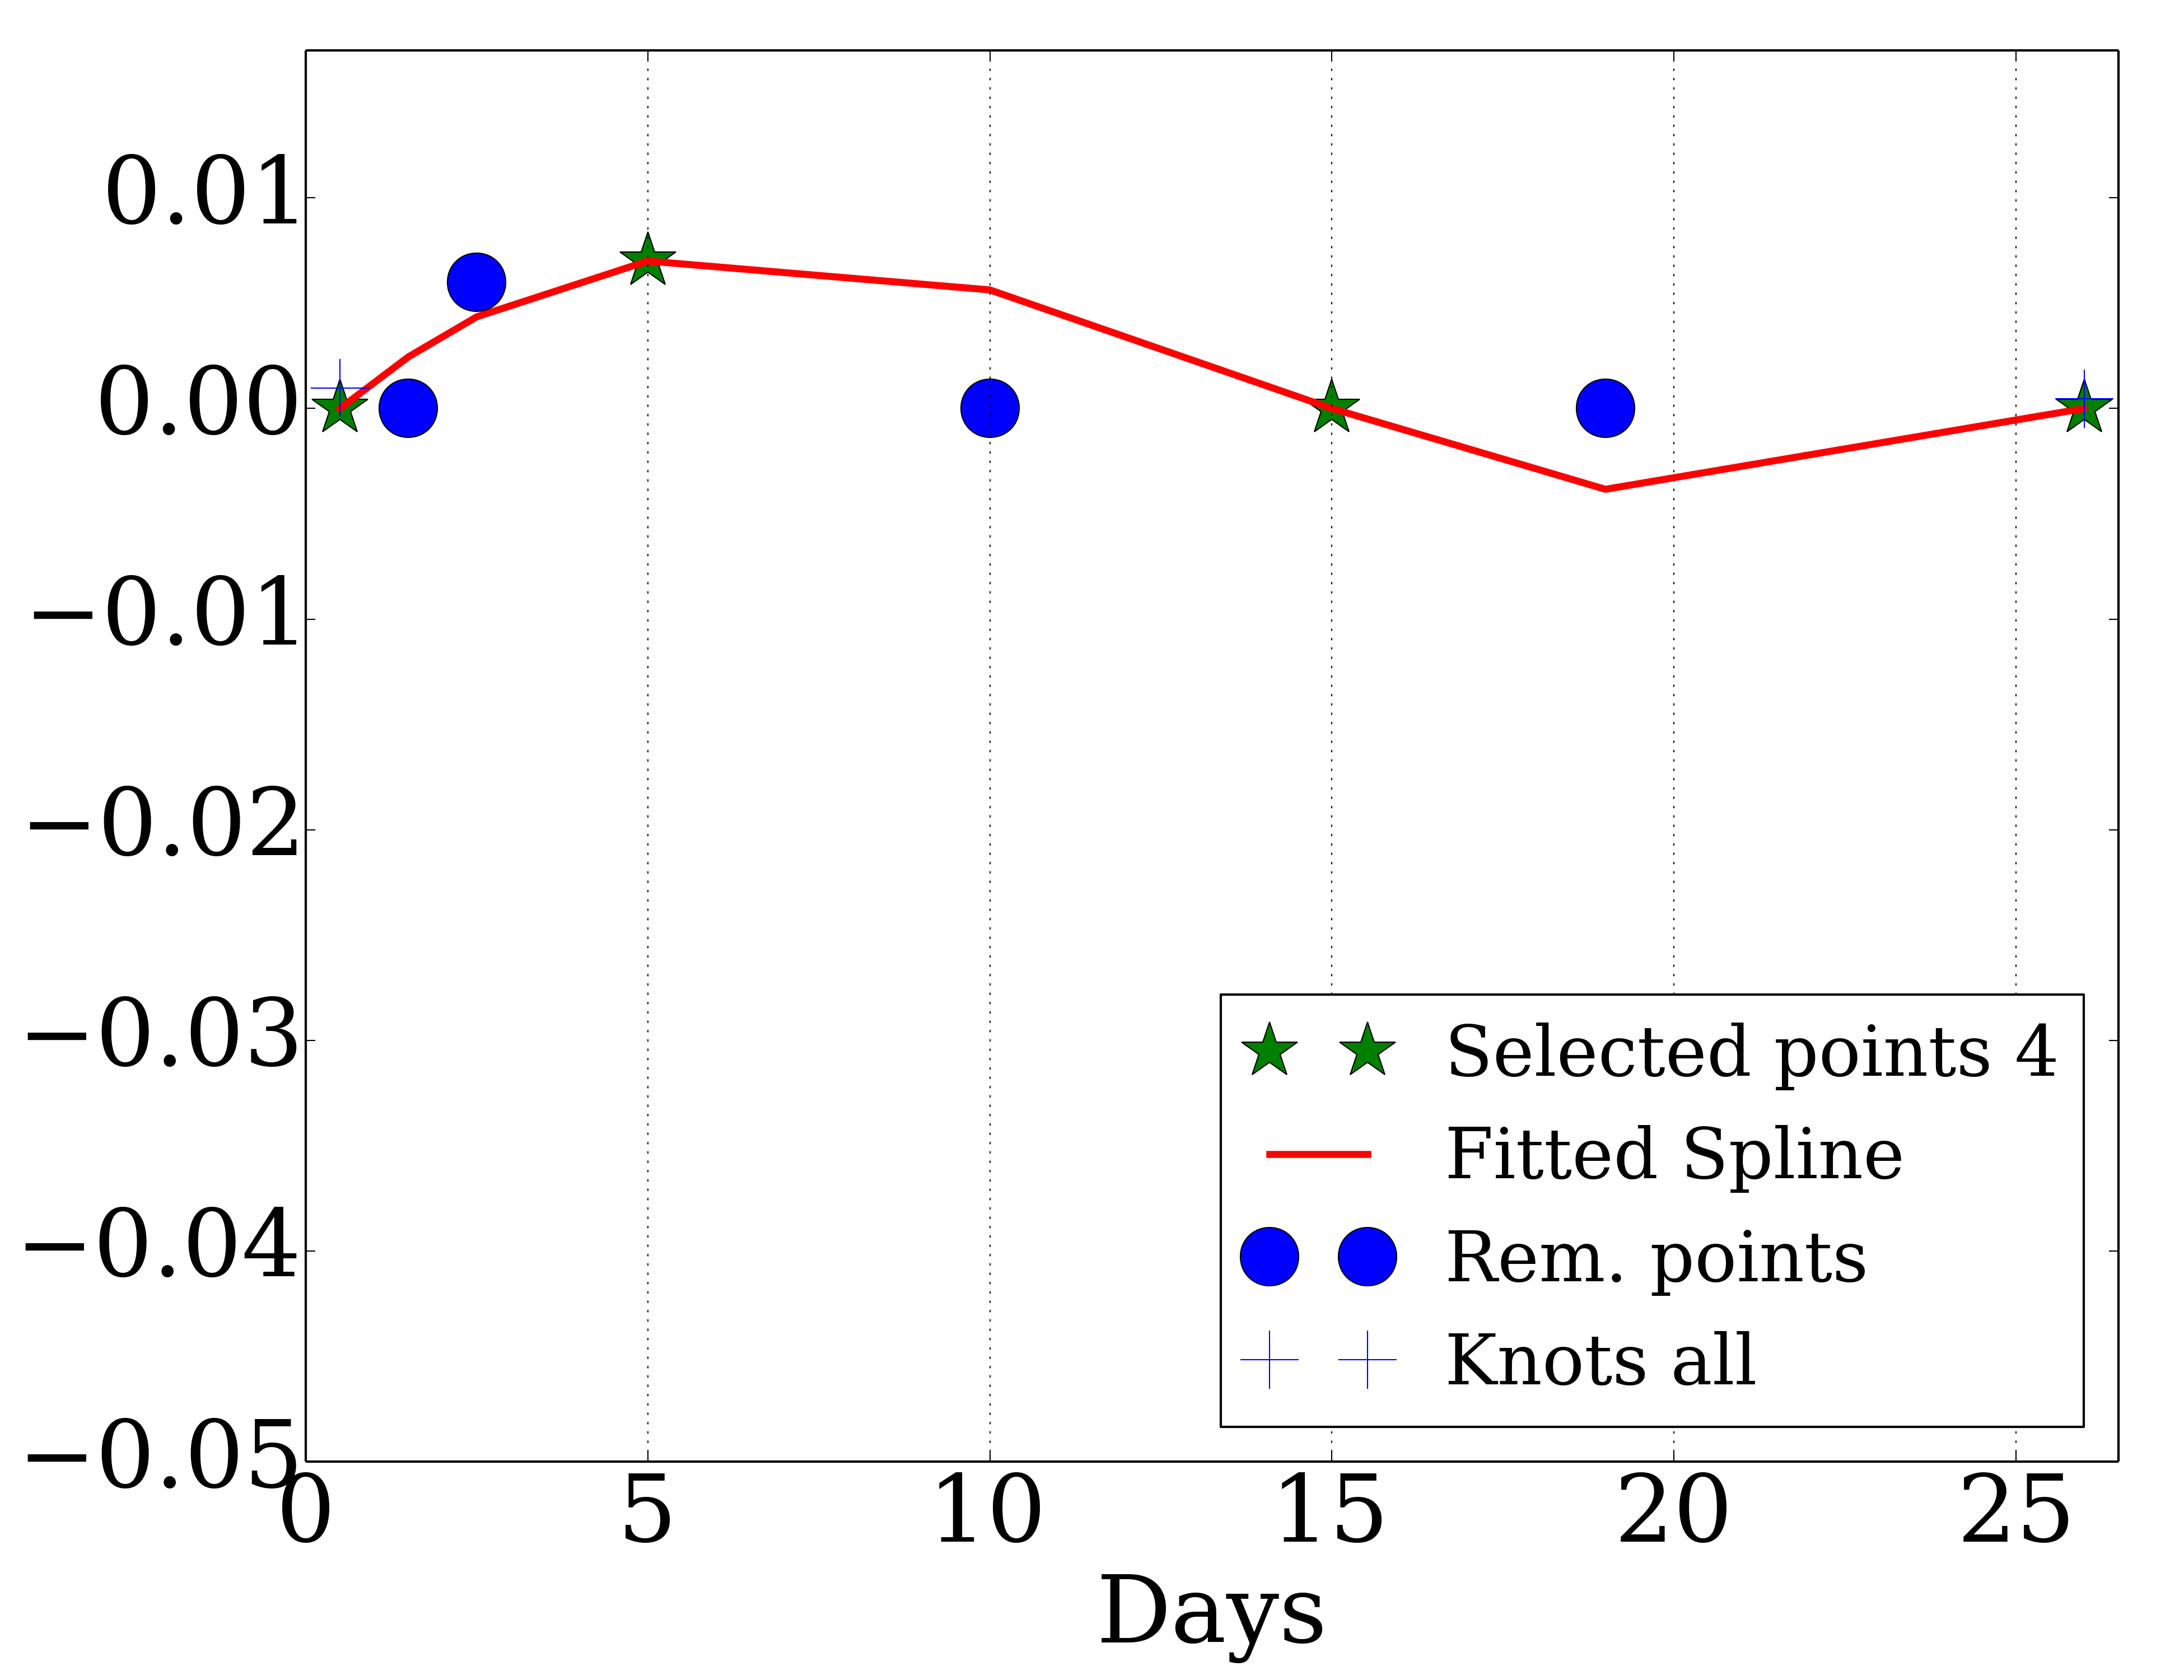 0.01
0.00
−0.01
−0.02
−0.03
−0.04
−0.05
Selected points 4
Fitted Spline
Rem. points
Knots all
0 5 10 15 20 25
Days